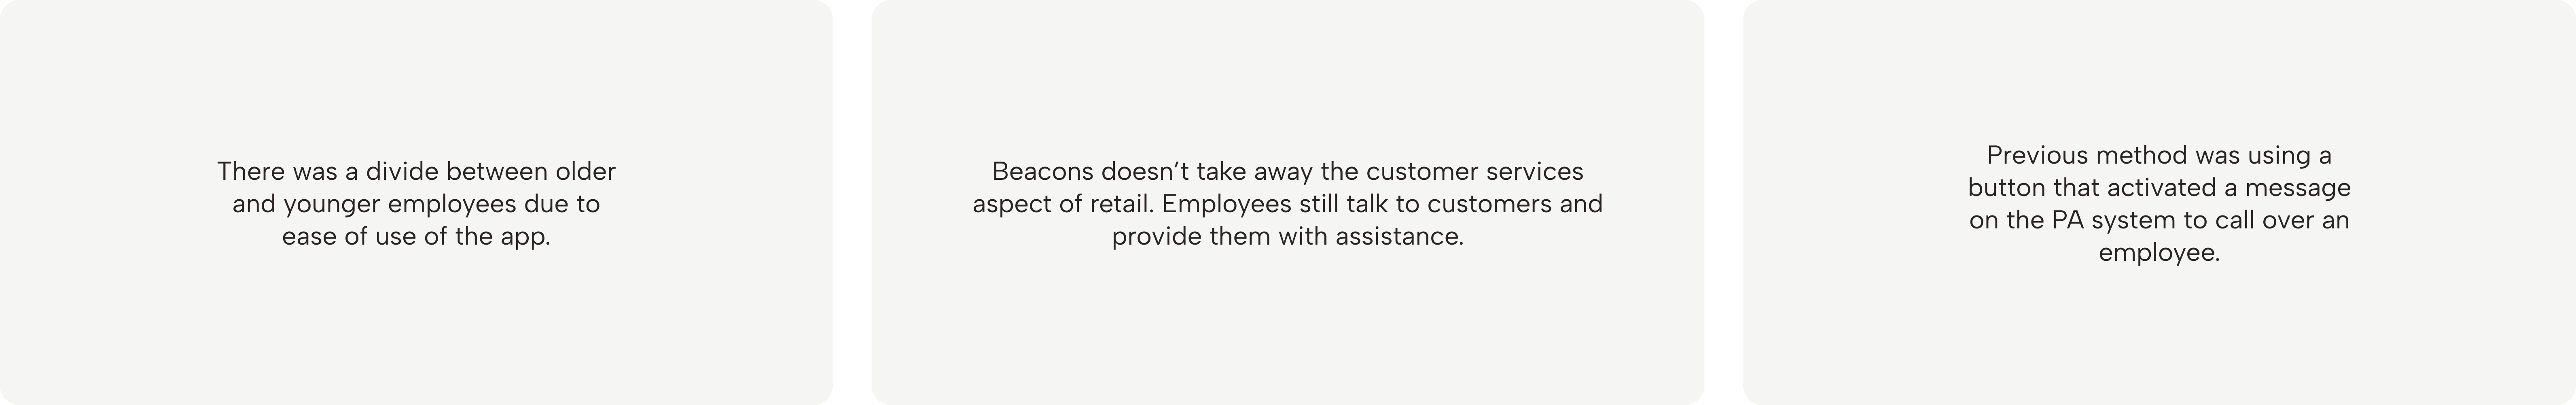 There was a divide between older
and younger employees due to
ease of use of the app.
Beacons doesn’t take away the customer services
aspect of retail. Employees still talk to customers and
provide them with assistance.
Previous method was using a
button that activated a message
on the PA system to call over an
employee.